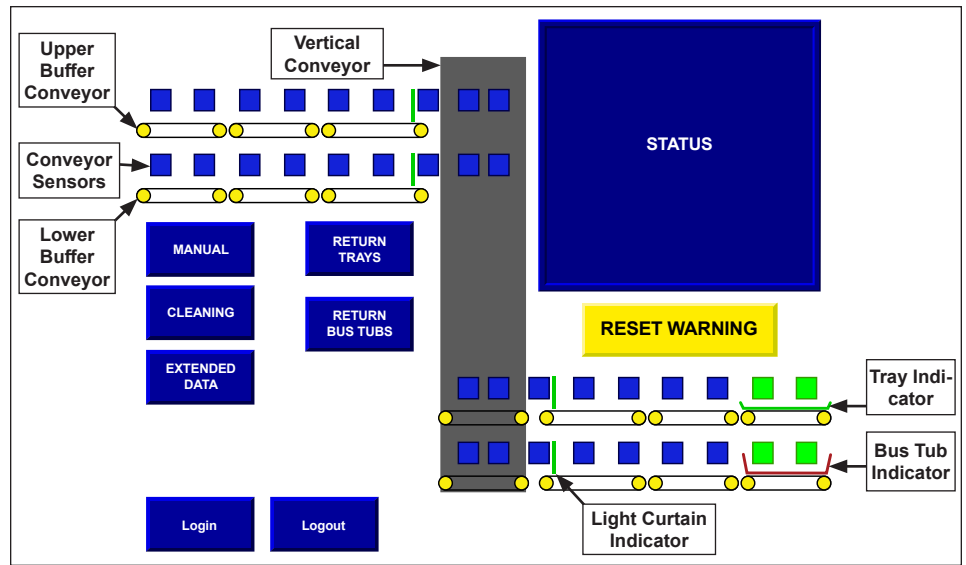 Upper
Buffer
Conveyor
Vertical
Conveyor
STATUS
Conveyor
Sensors
Lower
Buffer
Conveyor
MANUAL
RETURN
TRAYS
CLEANING
RETURN
BUS TUBS
RESET WARNING
EXTENDED
DATA
Tray Indi-
cator
Bus Tub
Indicator
Light Curtain
Indicator
Login
Logout